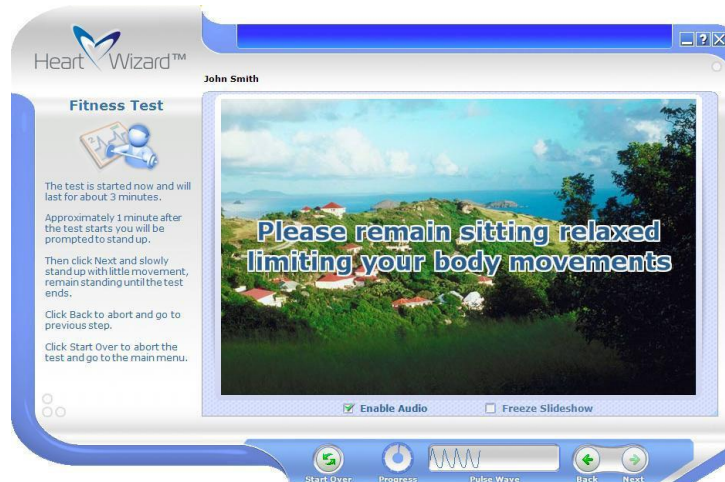 Heart Wizard™
John Smith
Fitness Test
The test is started now and will
last for about 3 minutes.
Approximately 1 minute after
the test starts you will be
prompted to stand up.
Then click Next and slowly
stand up with little movement,
remain standing until the test
ends.
Click Back to abort and go to
previous step.
Click Start Over to abort the
test and go to the main menu.
Please remain sitting relaxed
limiting your body movements
Enable Audio
Freeze Slideshow
Start Over
Progress
Pulse Wave
Back
Next